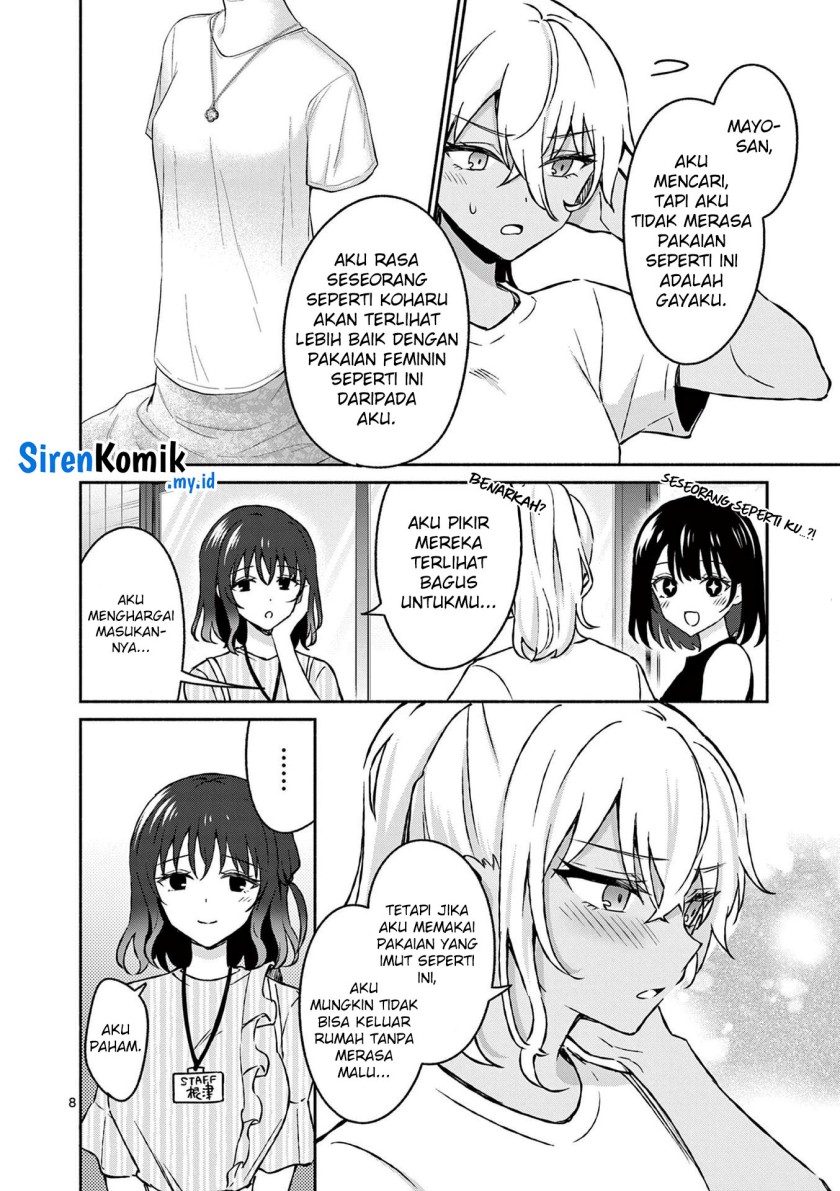 MAYO-
SAN,
AKU
MENCARI,
TAPI AKU
TIDAK MERASA
PAKAIAN
SEPERTI INI
ADALAH
GAYAKU.
AKU RASA
SESEORANG
SEPERTI KOHARU
AKAN TERLIHAT
LEBIH BAIK DENGAN
PAKAIAN FEMININ
SEPERTI INI
DARIPADA
AKU.
SirenKomik
.my.id
SESEORANG SEPERTI KU...?!
BENARKAH?
AKU PIKIR
MEREKA
TERLIHAT
BAGUS
UNTUKMU...
AKU
MENGHARGAI
MASUKAN-
NYA...
TETAPI JIKA
AKU MEMAKAI
PAKAIAN YANG
IMUT SEPERTI
INI,
AKU
MUNGKIN TIDAK
BISA KELUAR
RUMAH TANPA
MERASA
MALU...
......
AKU
PAHAM.
STAFF
根津
8